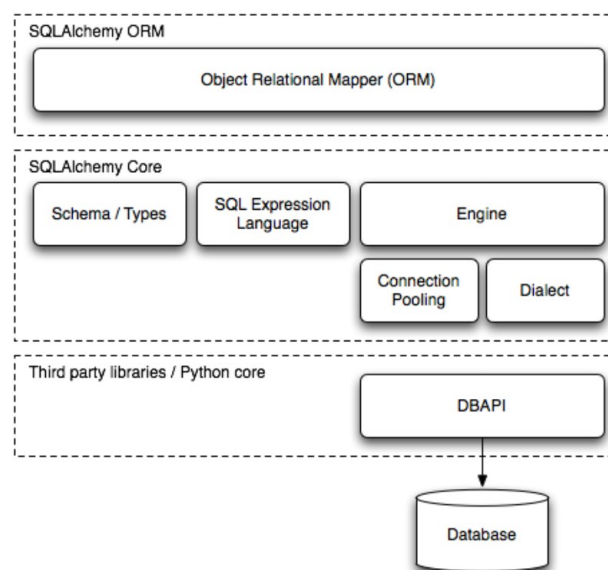 SQLAlchemy ORM
Object Relational Mapper (ORM)
SQLAlchemy Core
Schema / Types
SQL Expression
Language
Engine
Connection
Pooling
Dialect
Third party libraries / Python core
DBAPI
Database